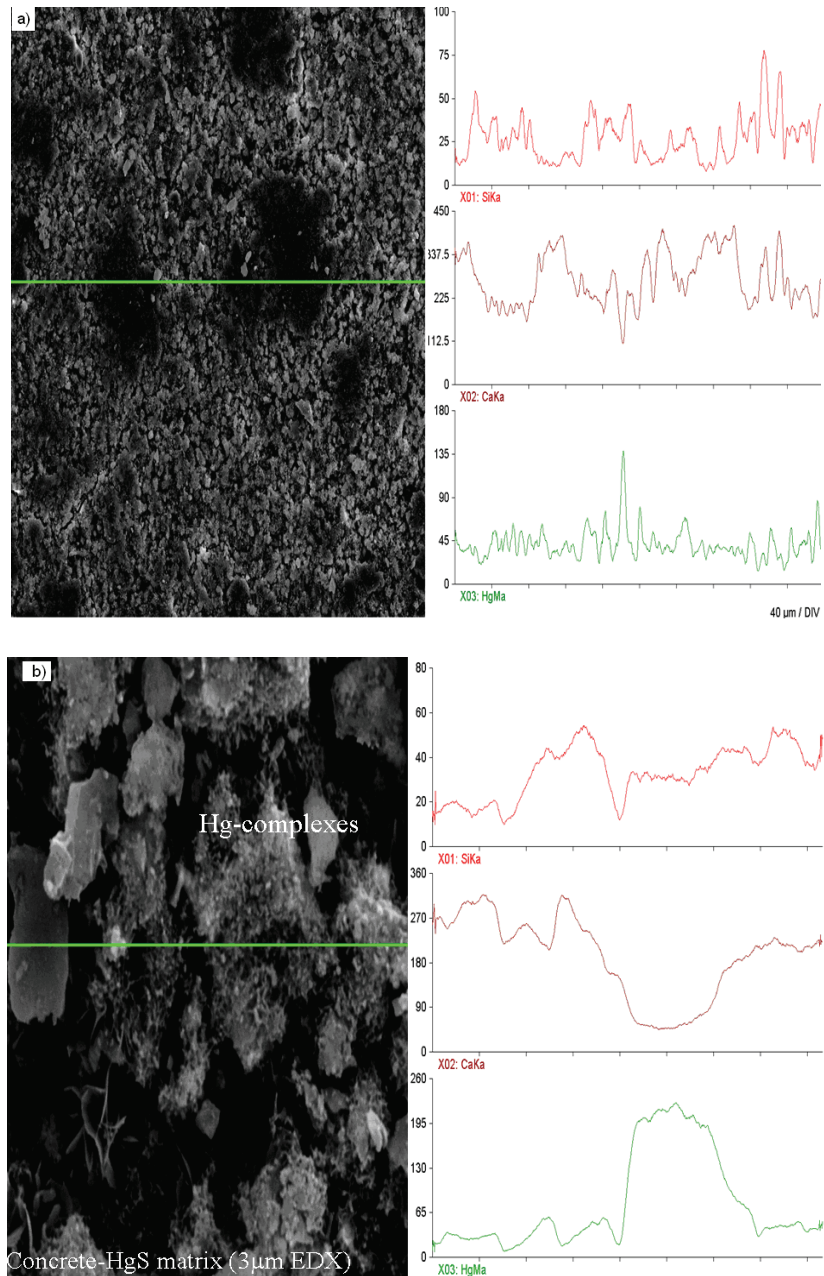 a)
100
75
50
25
0
X01: SiKa
450
337.5
225
112.5
0
X02: CaKa
180
135
90
45
0
X03: HgMa
40 µm / DIV
b)
Hg-complexes
Concrete-HgS matrix (3µm EDX)
80
60
40
20
0
X01: SiKa
360
270
180
90
0
X02: CaKa
260
195
130
65
0
X03: HgMa